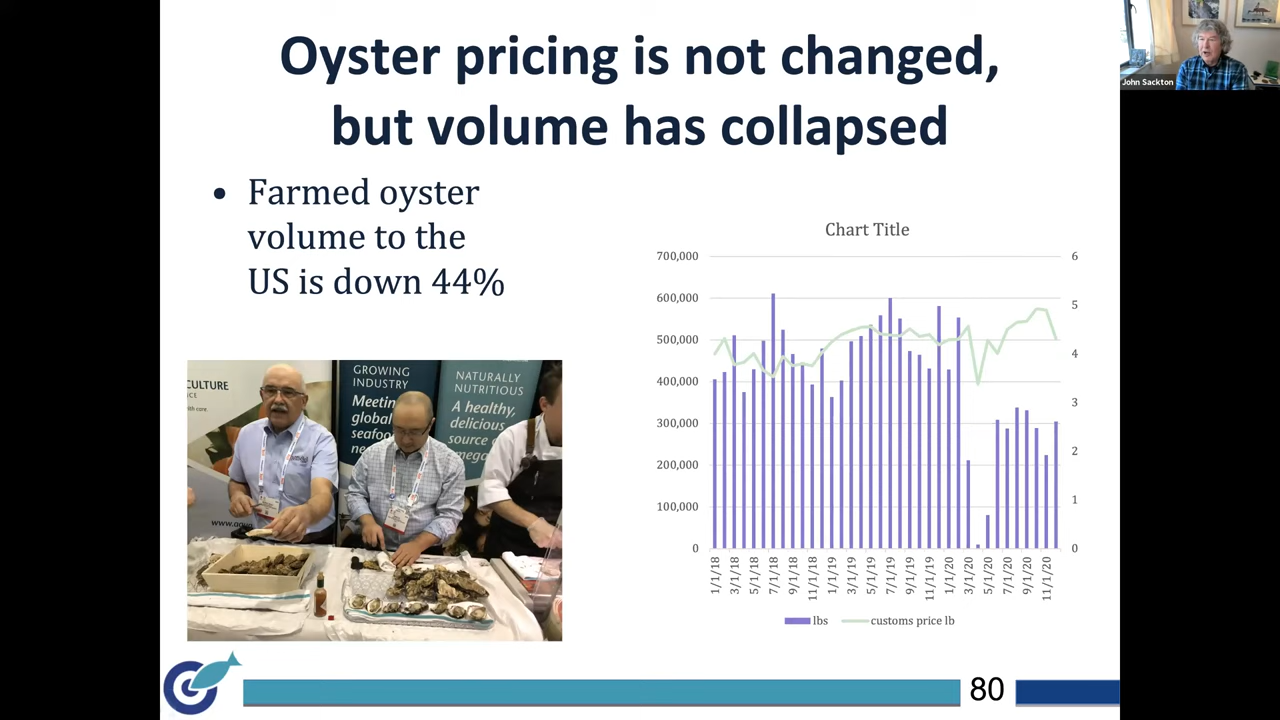 Oyster pricing is not changed,
but volume has collapsed
John Sackton
• Farmed oyster
volume to the
US is down 44%
Chart Title
700,000
600,000
500,000
400,000
300,000
200,000
100,000
0
6
5
4
3
2
1
0
1/1/18
3/1/18
5/1/18
7/1/18
9/1/18
11/1/18
1/1/19
3/1/19
5/1/19
7/1/19
9/1/19
11/1/19
1/1/20
3/1/20
5/1/20
7/1/20
9/1/20
11/1/20
lbs
customs price lb
GROWING
INDUSTRY
global
NATURALLY
NUTRITIOUS
A healthy,
delicious
source
80